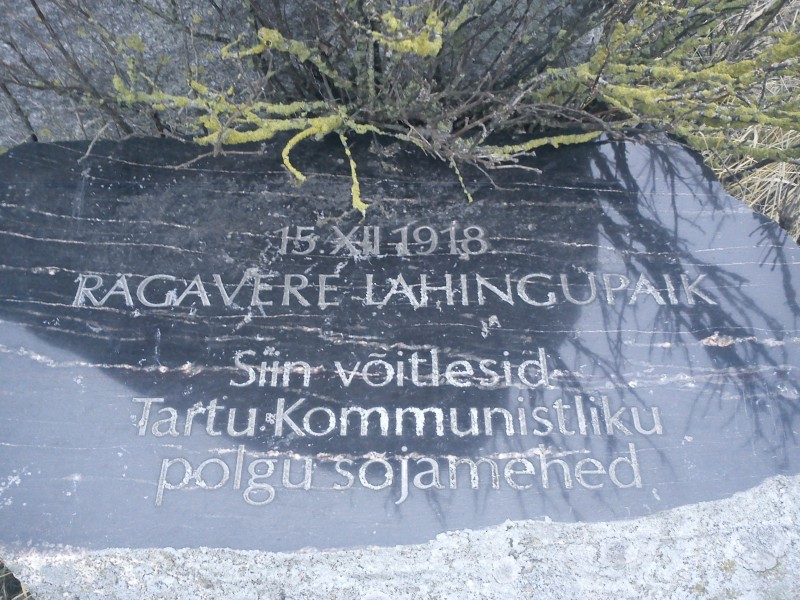 15 XII 1918
RAGAVERE LAHINGUPAIK
Siin võitlesid
Tartu Kommunistliku
polgu sõjamehed